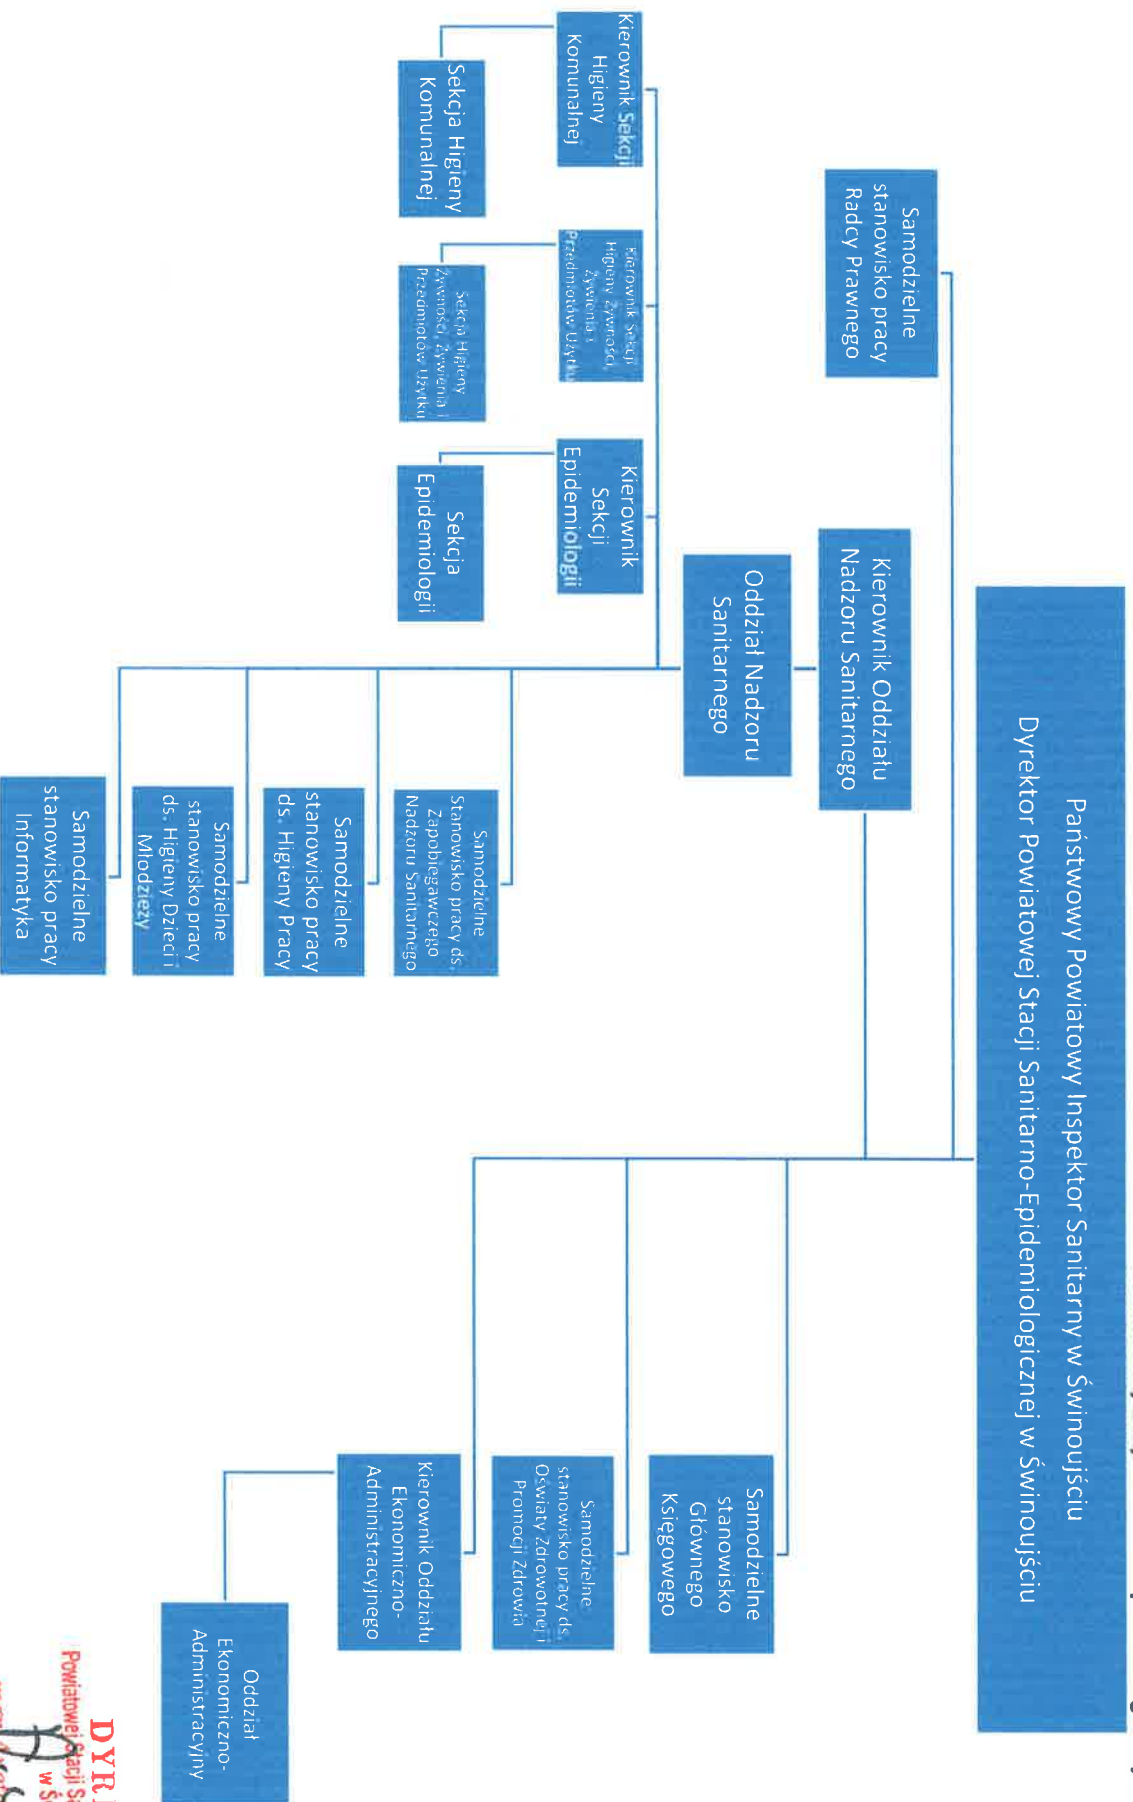 Państwowy Powiatowy Inspektor Sanitarny w Świnoujściu
Dyrektor Powiatowej Stacji Sanitarno-Epidemiologicznej w Świnoujściu
Samodzielne
stanowisko pracy
Radcy Prawnego
Kierownik Oddziału
Nadzoru Sanitarnego
Oddział Nadzoru
Sanitarnego
Kierownik Sekcji
Higieny
Komunalnej
Sekcja Higieny
Komunalnej
Kierownik Sekcji
Higieny Żywności,
Żywienia i
Przedmiotów Użytku
Sekcja Higieny
Żywności, Żywienia i
Przedmiotów Użytku
Kierownik
Sekcji
Epidemiologii
Sekcja
Epidemiologii
Samodzielne
Stanowisko pracy ds.
Zapobiegawczego
Nadzoru Sanitarnego
Samodzielne
stanowisko pracy
ds. Higieny Pracy
Samodzielne
stanowisko pracy
ds. Higieny Dzieci i
Młodzieży
Samodzielne
stanowisko pracy
Informatyka
Samodzielne
stanowisko
Głównego
Księgowego
Samodzielne
stanowisko pracy ds.
Oświaty Zdrowotnej i
Promocji Zdrowia
Kierownik Oddziału
Ekonomiczno-
Administracyjnego
Oddział
Ekonomiczno-
Administracyjny
DYR
Powiatowej Stacji S
w Ś